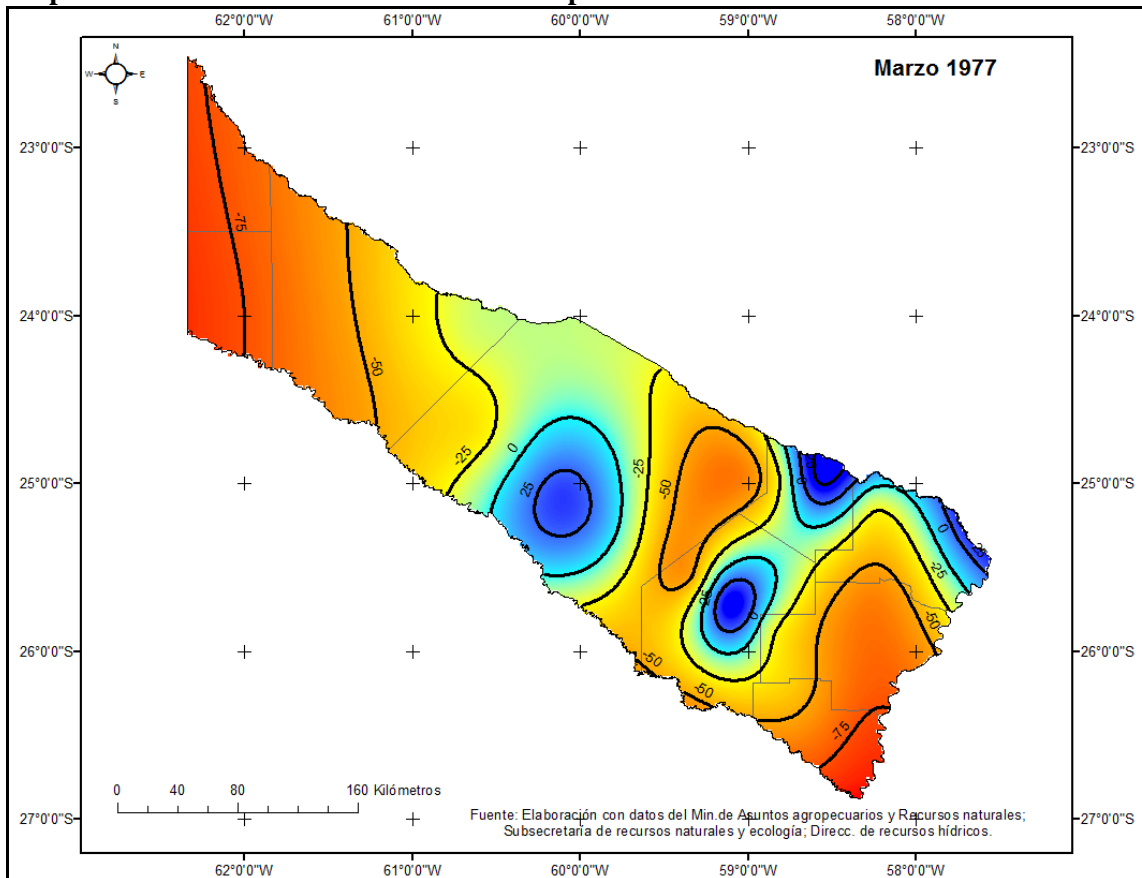 62°0'0"W 61°0'0"W 60°0'0"W 59°0'0"W 58°0'0"W
N
W E
S
Marzo 1977
23°0'0"S 23°0'0"S
-75
24°0'0"S 24°0'0"S
-50
-25
0
-25
25
-50
0
25°0'0"S 25°0'0"S
0
-25
25
0
-50
26°0'0"S 26°0'0"S
-50
-50
-75
0 40 80 160 Kilómetros
Fuente: Elaboración con datos del Min.de Asuntos agropecuarios y Recursos naturales;
Subsecretaría de recursos naturales y ecología; Direcc. de recursos hídricos.
27°0'0"S 27°0'0"S
62°0'0"W 61°0'0"W 60°0'0"W 59°0'0"W 58°0'0"W